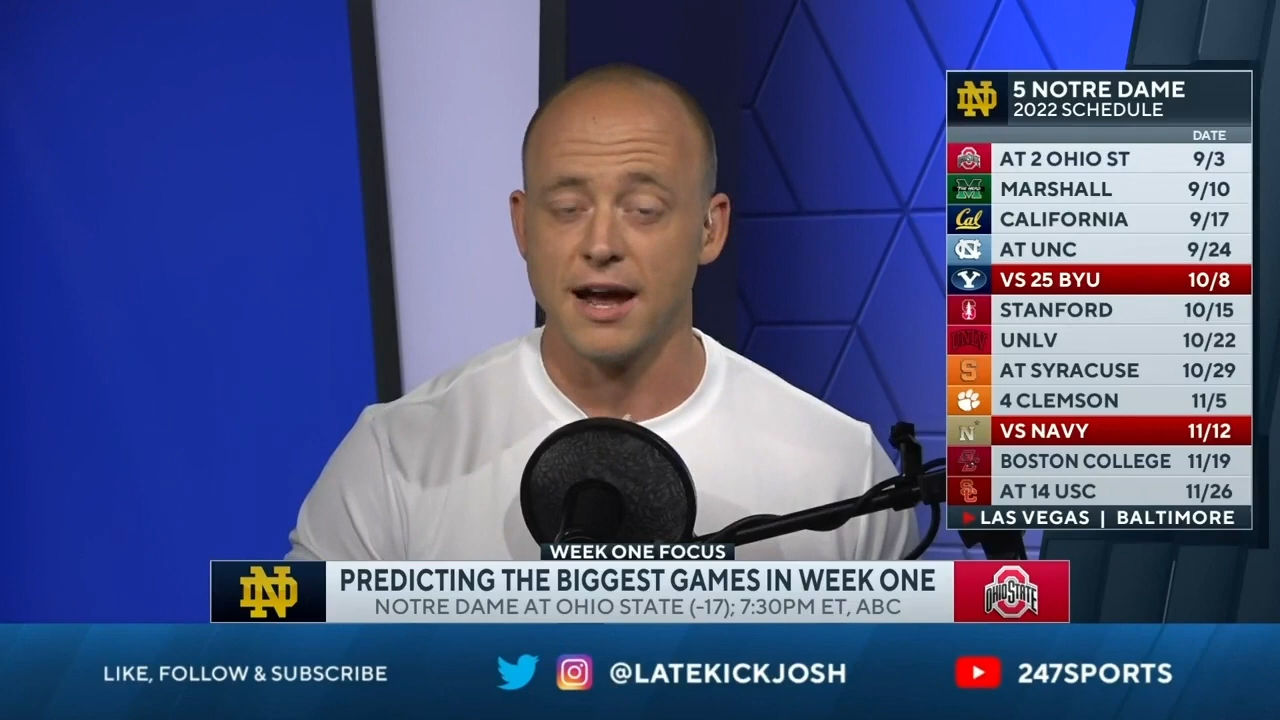 5 NOTRE DAME
2022 SCHEDULE
DATE
AT 2 OHIO ST 9/3
MARSHALL 9/10
Cal
CALIFORNIA 9/17
AT UNC 9/24
VS 25 BYU 10/8
STANFORD 10/15
UNLV
UNLV 10/22
AT SYRACUSE 10/29
4 CLEMSON 11/5
VS NAVY 11/12
BOSTON COLLEGE 11/19
AT 14 USC 11/26
LAS VEGAS | BALTIMORE
WEEK ONE FOCUS
PREDICTING THE BIGGEST GAMES IN WEEK ONE
NOTRE DAME AT OHIO STATE (-17); 7:30PM ET, ABC
OHIO STATE
LIKE, FOLLOW & SUBSCRIBE
@LATEKICKJOSH
247SPORTS